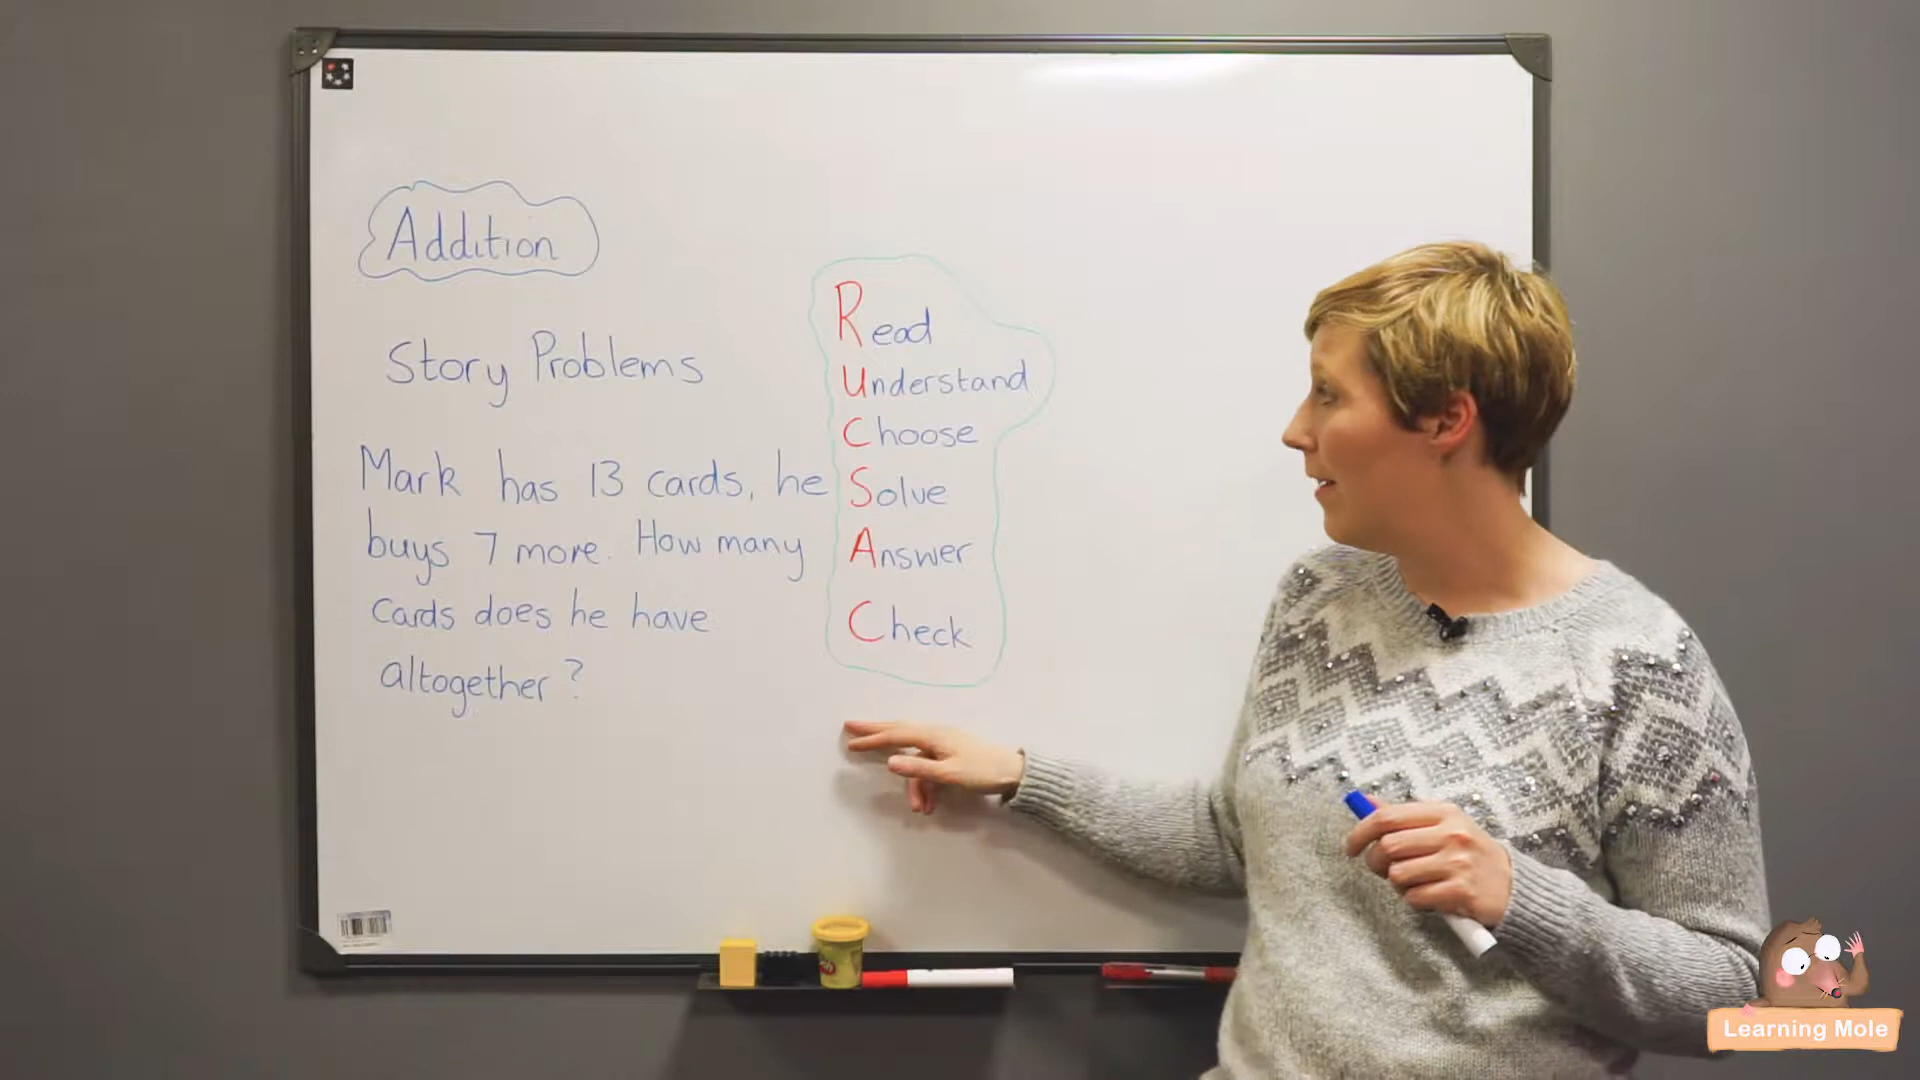 Addition
Story Problems
Mark has 13 cards, he
buys 7 more. How many
cards does he have
altogether?
Read
Understand
Choose
Solve
Answer
Check
Learning Mole